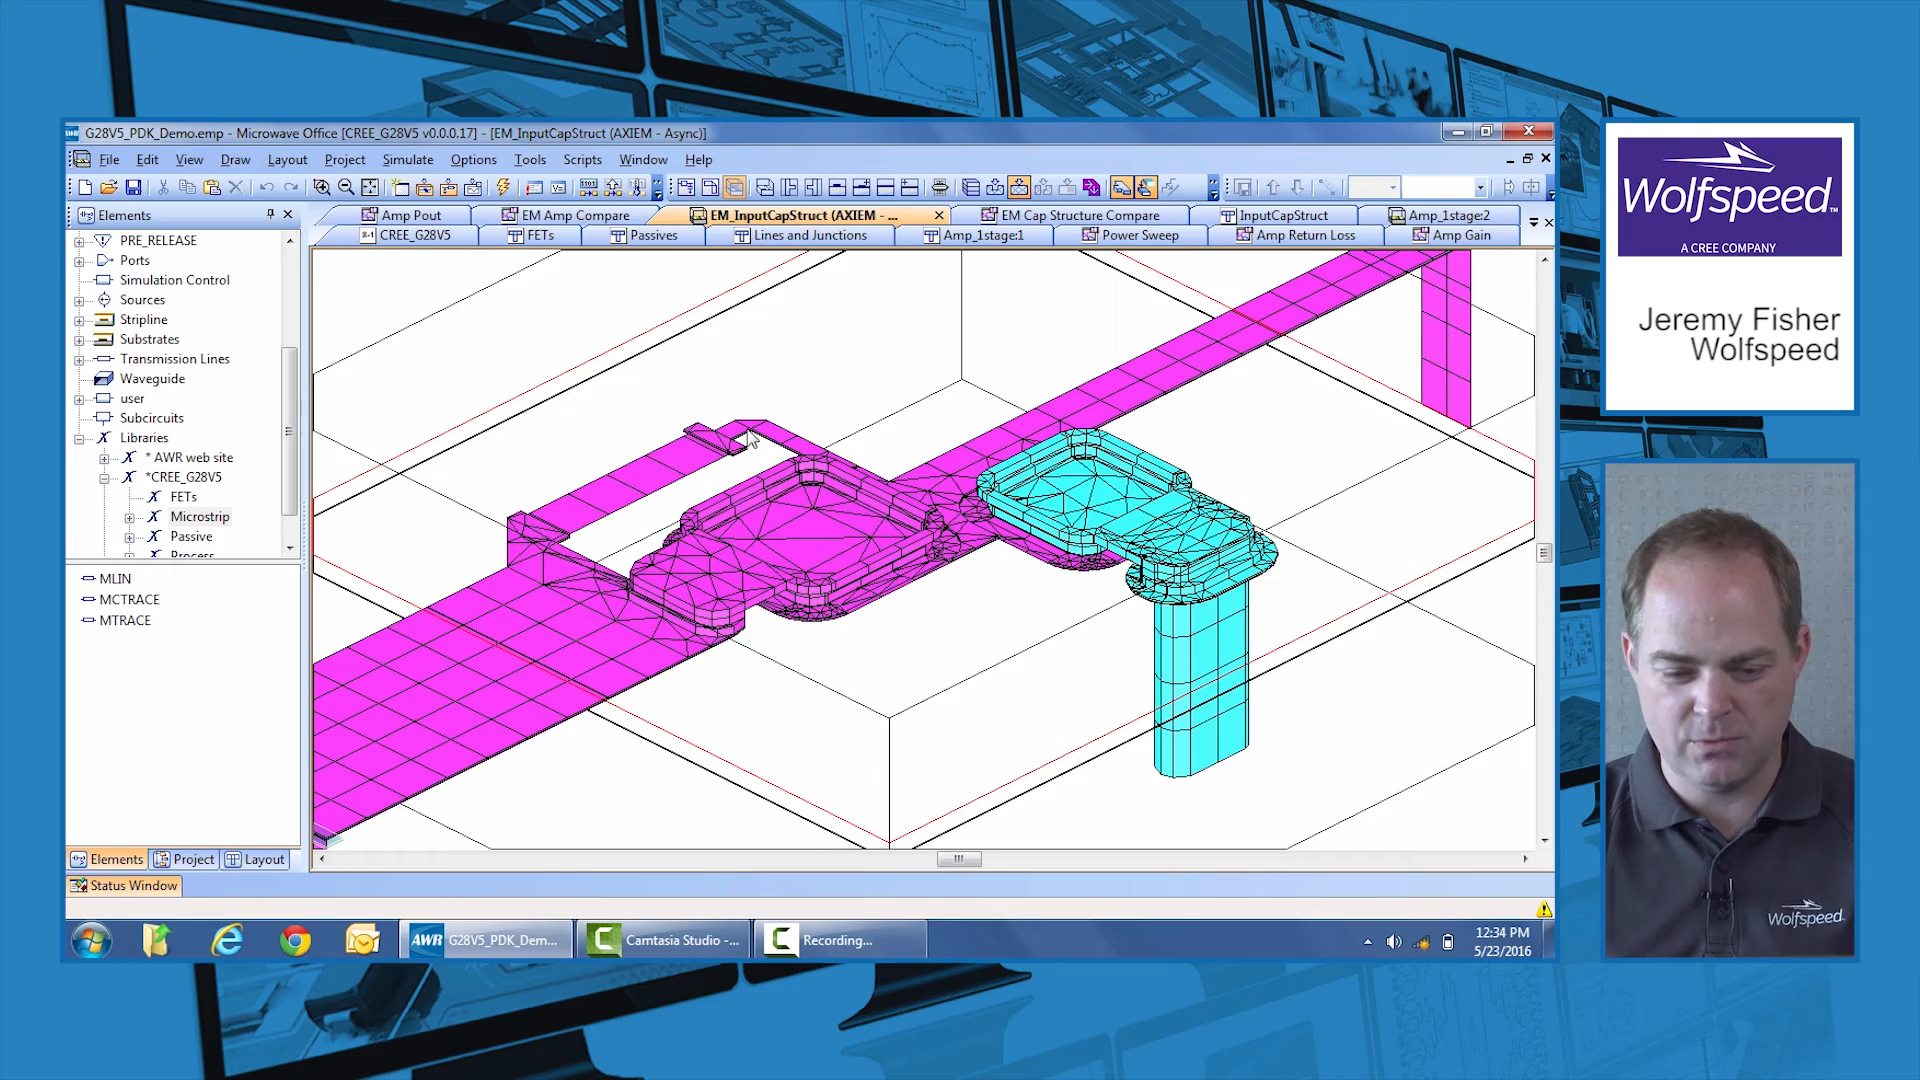 G28V5_PDK_Demo.emp - Microwave Office [CREE_G28V5 v0.0.0.17] - [EM_InputCapStruct (AXIEM - Async)]
File Edit View Draw Layout Project Simulate Options Tools Scripts Window Help
Elements
Amp Pout
EM Amp Compare
EM_InputCapStruct (AXIEM - ...
EM Cap Structure Compare
InputCapStruct
Amp_1stage:2
CREE_G28V5
FETs
Passives
Lines and Junctions
Amp_1stage:1
Power Sweep
Amp Return Loss
Amp Gain
PRE_RELEASE
Ports
Simulation Control
Sources
Stripline
Substrates
Transmission Lines
Waveguide
user
Subcircuits
Libraries
* AWR web site
*CREE_G28V5
FETs
Microstrip
Passive
Process
MLIN
MCTRACE
MTRACE
Elements Project Layout
Status Window
AWR G28V5_PDK_Dem...
Camtasia Studio -...
Recording...
12:34 PM
5/23/2016
Wolfspeed™
A CREE COMPANY
Jeremy Fisher
Wolfspeed
Wolfspeed